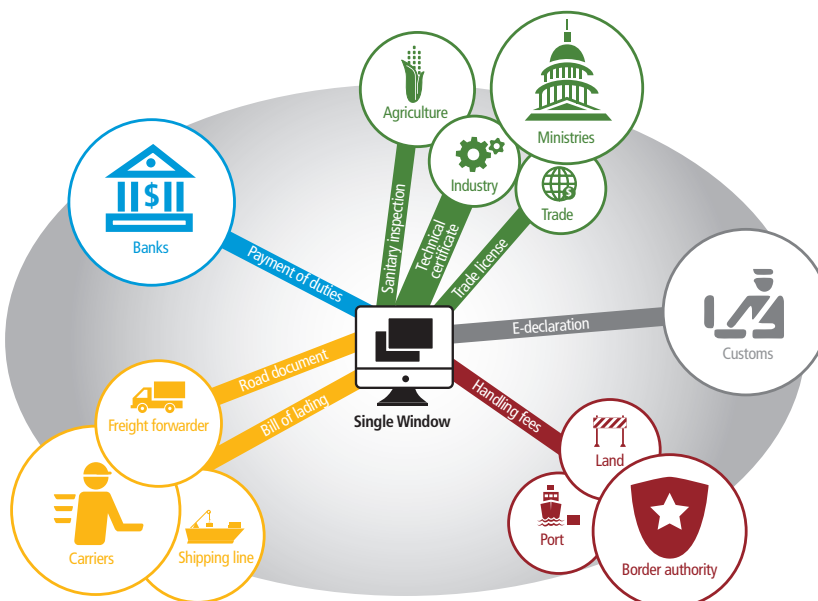 Agriculture
Ministries
Industry
Trade
Banks
$
Payment of duties
Sanitary inspection
Technical
certificate
Trade license
E-declaration
Customs
Road document
Bill of lading
Single Window
Handling fees
Freight forwarder
Carriers
Shipping line
Land
Port
Border authority